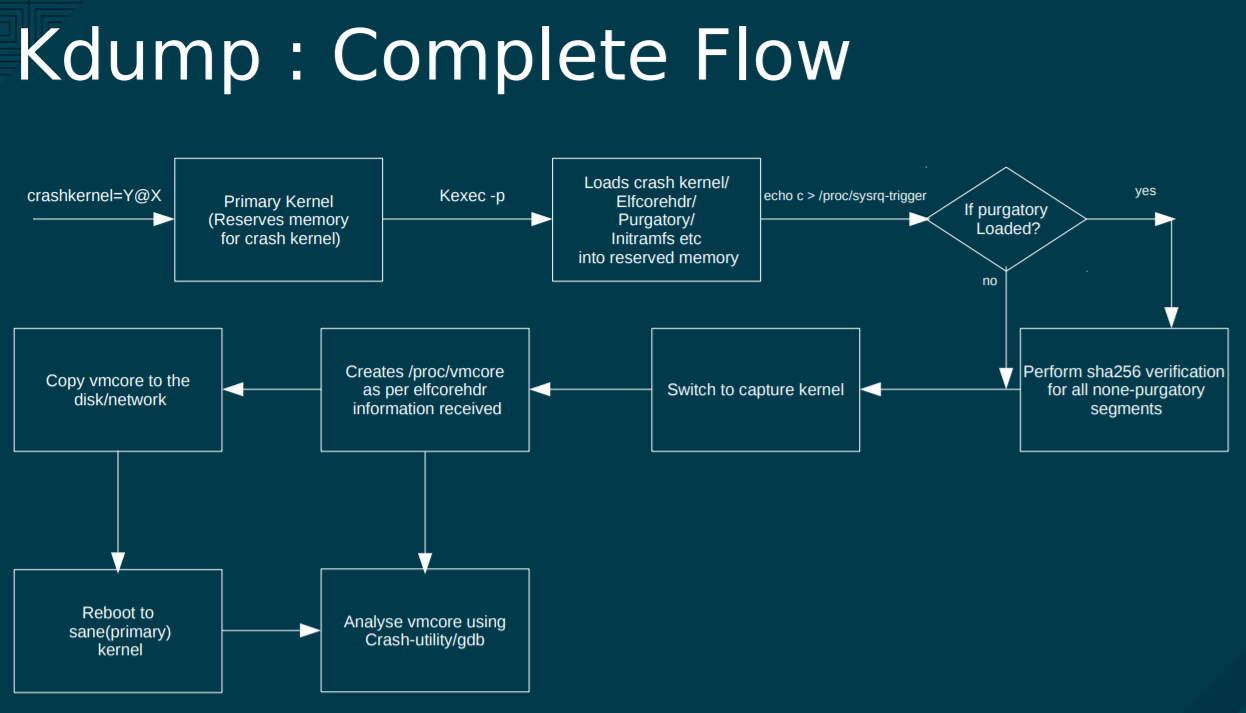 Kdump : Complete Flow
crashkernel=Y@X
Primary Kernel
(Reserves memory
for crash kernel)
Kexec -p
Loads crash kernel/
Elfcorehdr/
Purgatory/
Initramfs etc
into reserved memory
echo c > /proc/sysrq-trigger
If purgatory
Loaded?
yes
no
Perform sha256 verification
for all none-purgatory
segments
Switch to capture kernel
Creates /proc/vmcore
as per elfcorehdr
information received
Copy vmcore to the
disk/network
Reboot to
sane(primary)
kernel
Analyse vmcore using
Crash-utility/gdb